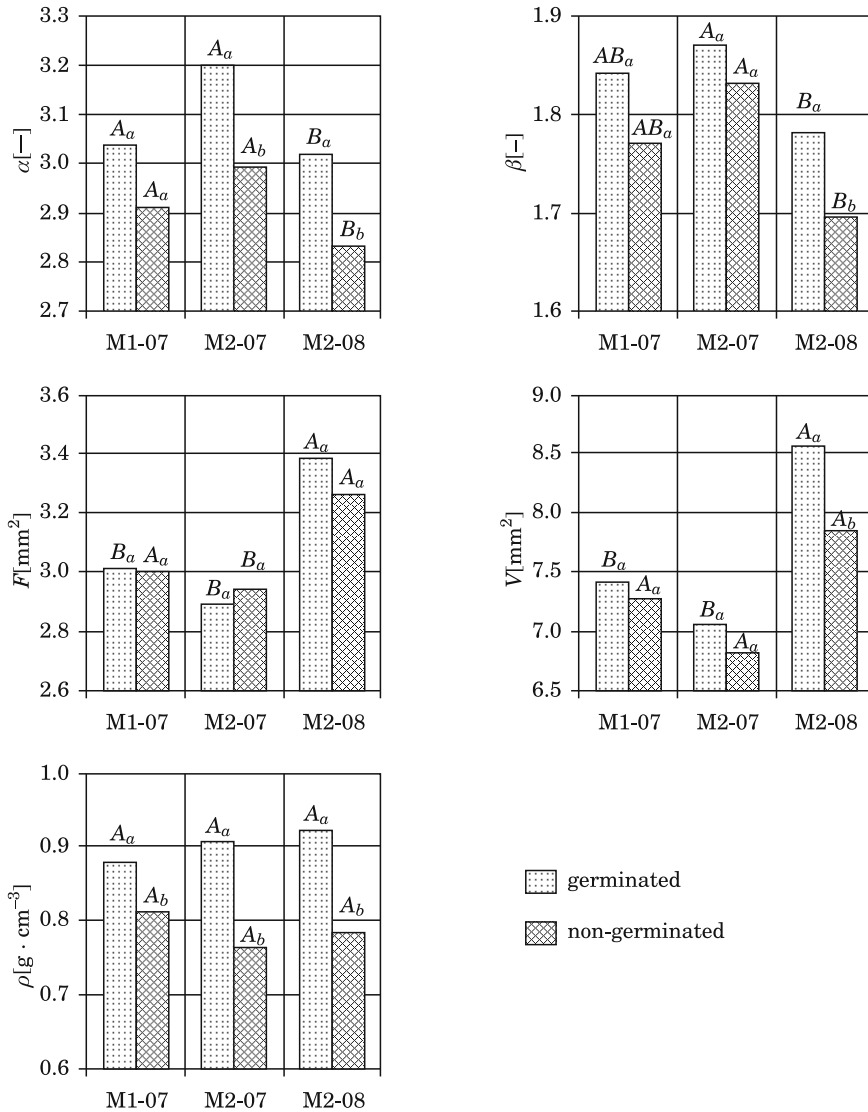 α[–]
3.3
3.2
3.1
3.0
2.9
2.8
2.7
A_a
A_a
A_a
A_b
B_a
B_b
M1-07 M2-07 M2-08
β[–]
1.9
1.8
1.7
1.6
AB_a
AB_a
A_a
A_a
B_a
B_b
M1-07 M2-07 M2-08
F[mm²]
3.6
3.4
3.2
3.0
2.8
2.6
B_a
A_a
B_a
B_a
A_a
A_a
M1-07 M2-07 M2-08
V[mm²]
9.0
8.5
8.0
7.5
7.0
6.5
B_a
A_a
B_a
A_a
A_a
A_b
M1-07 M2-07 M2-08
ρ[g · cm⁻³]
1.0
0.9
0.8
0.7
0.6
A_a
A_b
A_a
A_b
A_a
A_b
M1-07 M2-07 M2-08
germinated
non-germinated